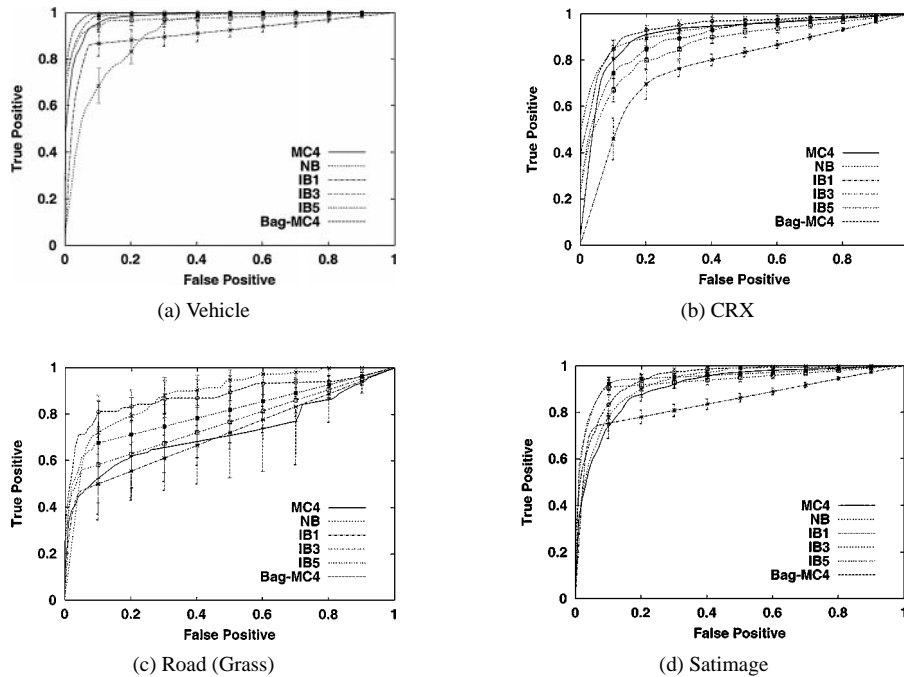 True Positive
1
0.8
0.6
0.4
0.2
0
MC4
NB
IB1
IB3
IB5
Bag-MC4
0 0.2 0.4 0.6 0.8 1
False Positive
(a) Vehicle
True Positive
1
0.8
0.6
0.4
0.2
0
MC4
NB
IB1
IB3
IB5
Bag-MC4
0 0.2 0.4 0.6 0.8 1
False Positive
(b) CRX
True Positive
1
0.8
0.6
0.4
0.2
0
MC4
NB
IB1
IB3
IB5
Bag-MC4
0 0.2 0.4 0.6 0.8 1
False Positive
(c) Road (Grass)
True Positive
1
0.8
0.6
0.4
0.2
0
MC4
NB
IB1
IB3
IB5
Bag-MC4
0 0.2 0.4 0.6 0.8 1
False Positive
(d) Satimage